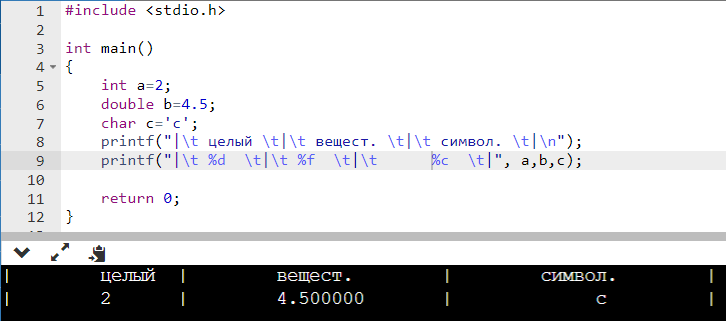 1 #include <stdio.h>
2
3 int main()
4 {
5 int a=2;
6 double b=4.5;
7 char c='c';
8 printf("|\t целый \t|\t вещест. \t|\t символ. \t|\n");
9 printf("|\t %d  \t|\t %f  \t|\t      %c  \t|", a,b,c);
10
11 return 0;
12 }
| целый | вещест. | символ. |
| 2 | 4.500000 | c |